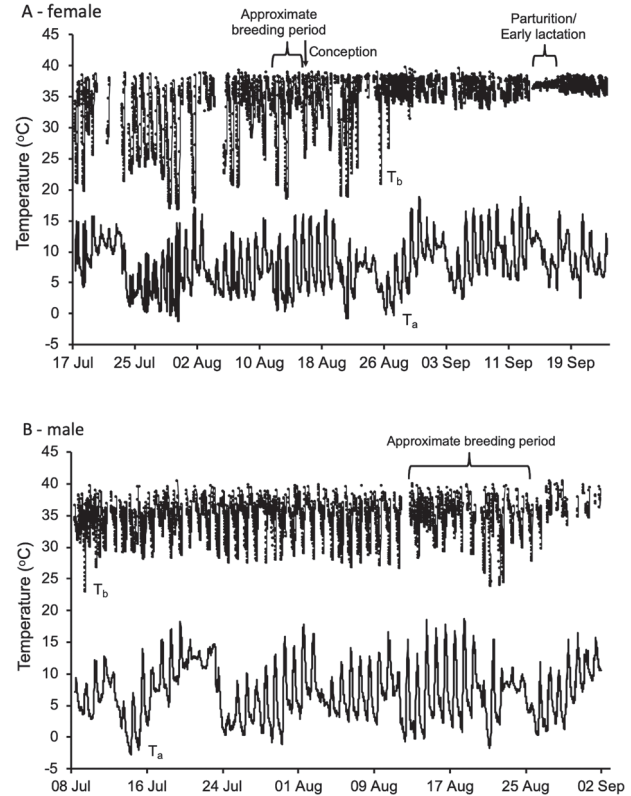 A - female
Approximate
breeding period
Conception
Parturition/
Early lactation
45
40
35
30
25
20
15
10
5
0
-5
Temperature (oC)
Tb
Ta
17 Jul 25 Jul 02 Aug 10 Aug 18 Aug 26 Aug 03 Sep 11 Sep 19 Sep
B - male
Approximate breeding period
45
40
35
30
25
20
15
10
5
0
-5
Temperature (oC)
Tb
Ta
08 Jul 16 Jul 24 Jul 01 Aug 09 Aug 17 Aug 25 Aug 02 Sep